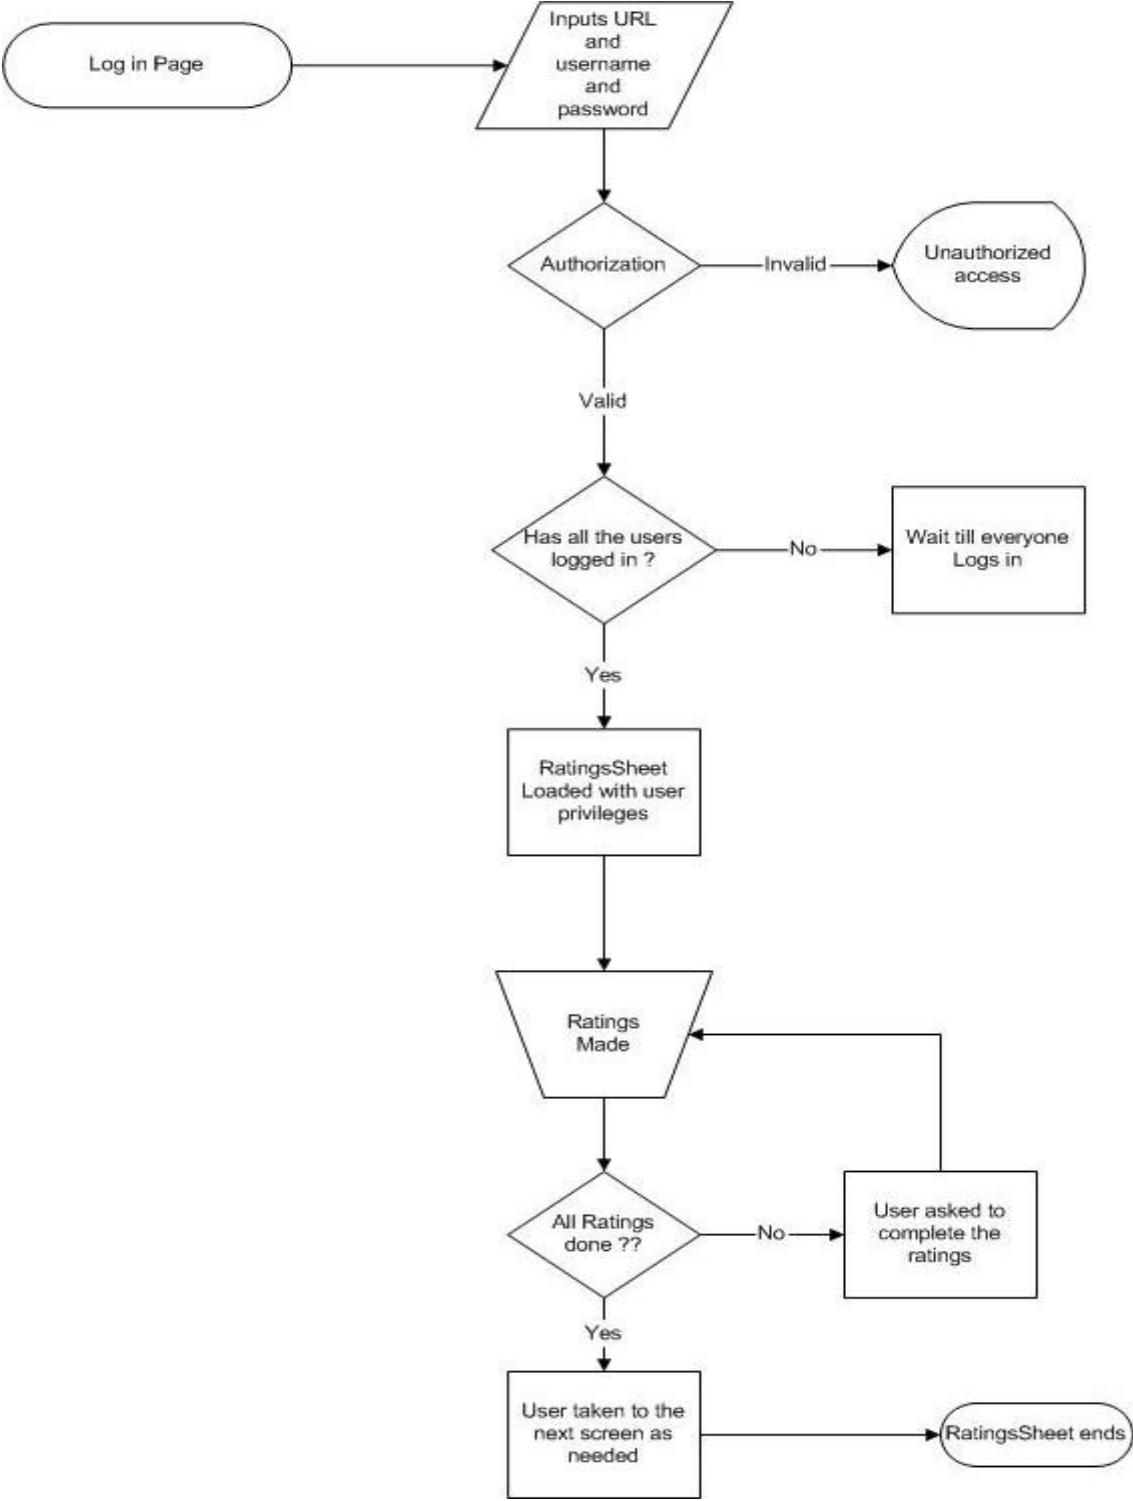 Log in Page
Inputs URL
and
username
and
password
Authorization
Invalid
Unauthorized
access
Valid
Has all the users
logged in ?
No
Wait till everyone
Logs in
Yes
RatingsSheet
Loaded with user
privileges
Ratings
Made
All Ratings
done ??
No
User asked to
complete the
ratings
Yes
User taken to the
next screen as
needed
RatingsSheet ends